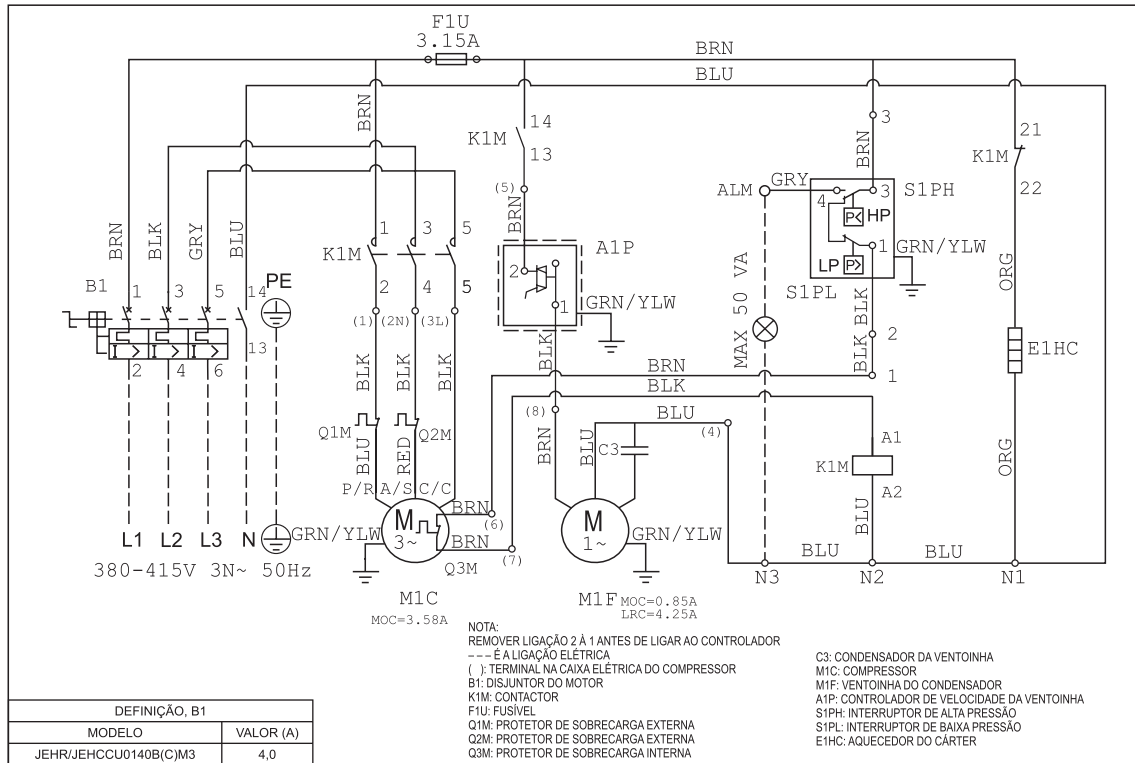 F1U
3.15A
BRN
BLU
BRN
14
K1M
13
(5)
BRN
3
BRN
21
K1M
22
ALM
GRY
4
3
S1PH
P<
HP
1
LP
P>
GRN/YLW
S1PL
BRN
BLK
GRY
BLU
B1
1
3
5
14
PE
13
2
4
6
1
3
5
K1M
2
4
5
(1)
(2N)
(3L)
A1P
2
1
GRN/YLW
MAX 50 VA
BLK
BLK
2
1
ORG
E1HC
ORG
BLK
BLK
BLK
BLK
BRN
BLK
Q1M
BLU
RED
Q2M
(8)
BRN
BLU
BLU
C3
(4)
A1
K1M
A2
BLU
P/R
A/S
C/C
L1
L2
L3
N
GRN/YLW
M
3~
BRN
(6)
BRN
(7)
Q3M
M
1~
GRN/YLW
BLU
BLU
380-415V 3N~ 50Hz
N3
N2
N1
M1C
MOC=3.58A
M1F
MOC=0.85A
LRC=4.25A
NOTA:
REMOVER LIGAÇÃO 2 À 1 ANTES DE LIGAR AO CONTROLADOR
---- É A LIGAÇÃO ELÉTRICA
( ): TERMINAL NA CAIXA ELÉTRICA DO COMPRESSOR
B1: DISJUNTOR DO MOTOR
K1M: CONTACTOR
F1U: FUSÍVEL
Q1M: PROTETOR DE SOBRECARGA EXTERNA
Q2M: PROTETOR DE SOBRECARGA EXTERNA
Q3M: PROTETOR DE SOBRECARGA INTERNA
C3: CONDENSADOR DA VENTOINHA
M1C: COMPRESSOR
M1F: VENTOINHA DO CONDENSADOR
A1P: CONTROLADOR DE VELOCIDADE DA VENTOINHA
S1PH: INTERRUPTOR DE ALTA PRESSÃO
S1PL: INTERRUPTOR DE BAIXA PRESSÃO
E1HC: AQUECEDOR DO CÁRTER
DEFINIÇÃO, B1
MODELO
VALOR (A)
JEHR/JEHCCU0140B(C)M3
4,0